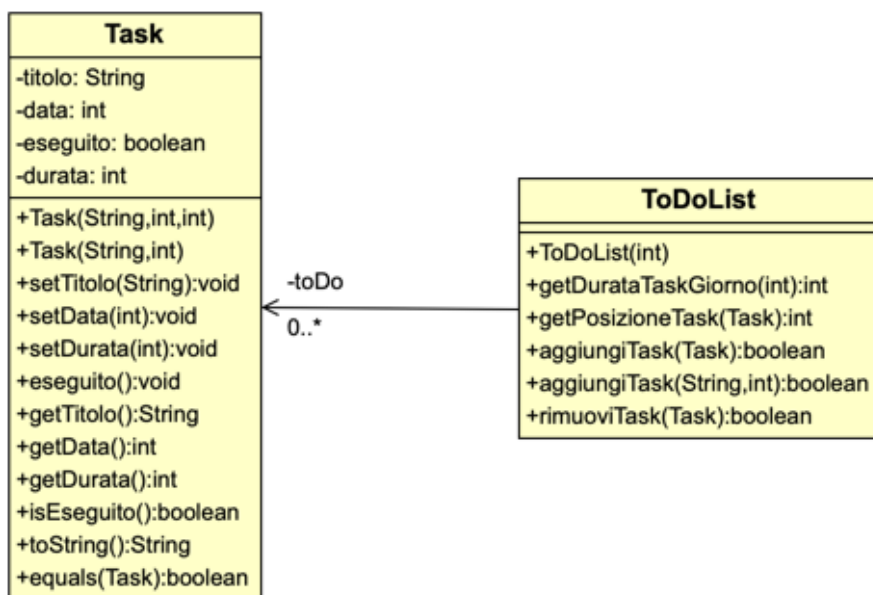 Task
-titolo: String
-data: int
-eseguito: boolean
-durata: int
+Task(String,int,int)
+Task(String,int)
+setTitolo(String):void
+setData(int):void
+setDurata(int):void
+eseguito():void
+getTitolo():String
+getData():int
+getDurata():int
+isEseguito():boolean
+toString():String
+equals(Task):boolean
-toDo
0..*
ToDoList
+ToDoList(int)
+getDurataTaskGiorno(int):int
+getPosizioneTask(Task):int
+aggiungiTask(Task):boolean
+aggiungiTask(String,int):boolean
+rimuoviTask(Task):boolean